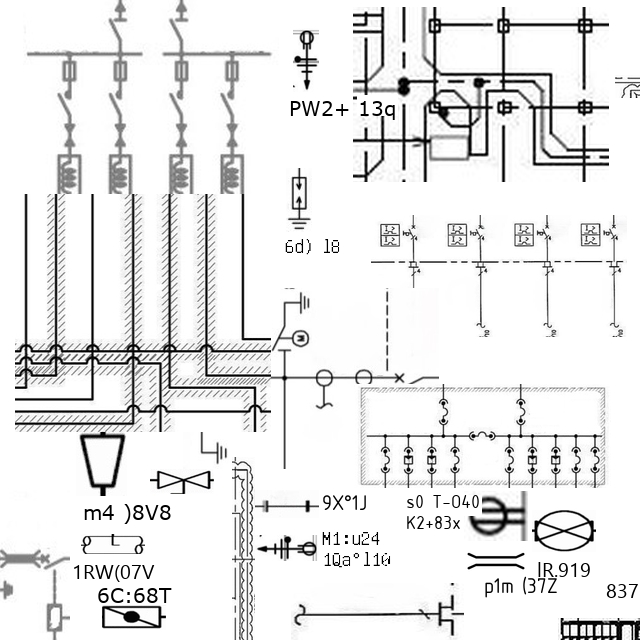 PW2+ 13q
6d) l8
m4 )8V8
9X°1J
s0 T-040
K2+83x
M1:u24
1Qa°l10
1RW(07V
IR.919
p1m (37Z
6C:68T
837